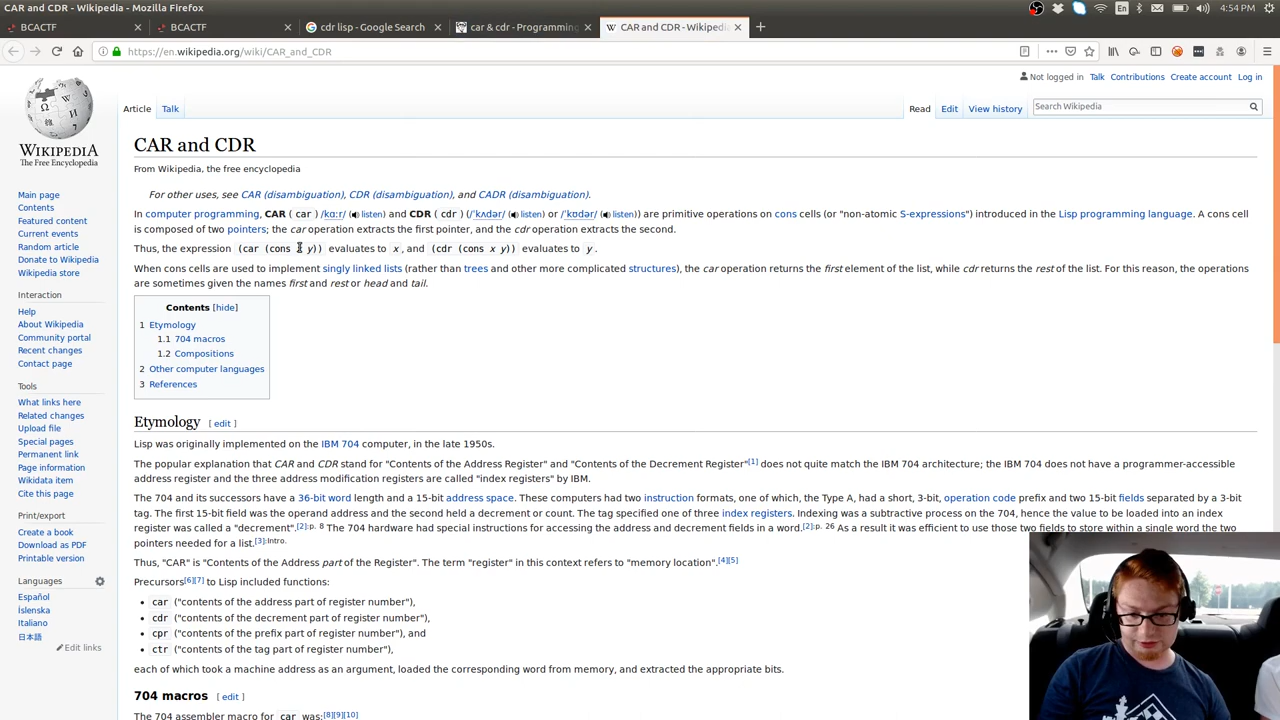 CAR and CDR - Wikipedia - Mozilla Firefox
En
4:54 PM
BCACTF
BCACTF
cdr lisp - Google Search
car & cdr - Programming
CAR and CDR - Wikipedi
https://en.wikipedia.org/wiki/CAR_and_CDR
Not logged in Talk Contributions Create account Log in
Article Talk
Read Edit View history
Search Wikipedia
WIKIPEDIA
The Free Encyclopedia
Main page
Contents
Featured content
Current events
Random article
Donate to Wikipedia
Wikipedia store
Interaction
Help
About Wikipedia
Community portal
Recent changes
Contact page
Tools
What links here
Related changes
Upload file
Special pages
Permanent link
Page information
Wikidata item
Cite this page
Print/export
Create a book
Download as PDF
Printable version
Languages
Español
Íslenska
Italiano
日本語
Edit links
CAR and CDR
From Wikipedia, the free encyclopedia
For other uses, see CAR (disambiguation), CDR (disambiguation), and CADR (disambiguation).
In computer programming, CAR ( car ) /kɑːr/ (listen) and CDR ( cdr ) (/ˈkʌdər/ (listen) or /ˈkʊdər/ (listen)) are primitive operations on cons cells (or "non-atomic S-expressions") introduced in the Lisp programming language. A cons cell
is composed of two pointers; the car operation extracts the first pointer, and the cdr operation extracts the second.
Thus, the expression (car (cons x y)) evaluates to x , and (cdr (cons x y)) evaluates to y .
When cons cells are used to implement singly linked lists (rather than trees and other more complicated structures), the car operation returns the first element of the list, while cdr returns the rest of the list. For this reason, the operations
are sometimes given the names first and rest or head and tail.
Contents [hide]
1 Etymology
1.1 704 macros
1.2 Compositions
2 Other computer languages
3 References
Etymology [ edit ]
Lisp was originally implemented on the IBM 704 computer, in the late 1950s.
The popular explanation that CAR and CDR stand for "Contents of the Address Register" and "Contents of the Decrement Register"[1] does not quite match the IBM 704 architecture; the IBM 704 does not have a programmer-accessible
address register and the three address modification registers are called "index registers" by IBM.
The 704 and its successors have a 36-bit word length and a 15-bit address space. These computers had two instruction formats, one of which, the Type A, had a short, 3-bit, operation code prefix and two 15-bit fields separated by a 3-bit
tag. The first 15-bit field was the operand address and the second held a decrement or count. The tag specified one of three index registers. Indexing was a subtractive process on the 704, hence the value to be loaded into an index
register was called a "decrement".[2]:p. 8 The 704 hardware had special instructions for accessing the address and decrement fields in a word.[2]:p. 26 As a result it was efficient to use those two fields to store within a single word the two
pointers needed for a list.[3]:Intro.
Thus, "CAR" is "Contents of the Address part of the Register". The term "register" in this context refers to "memory location".[4][5]
Precursors[6][7] to Lisp included functions:
car ("contents of the address part of register number"),
cdr ("contents of the decrement part of register number"),
cpr ("contents of the prefix part of register number"), and
ctr ("contents of the tag part of register number"),
each of which took a machine address as an argument, loaded the corresponding word from memory, and extracted the appropriate bits.
704 macros [ edit ]
The 704 assembler macro for car was:[8][9][10]